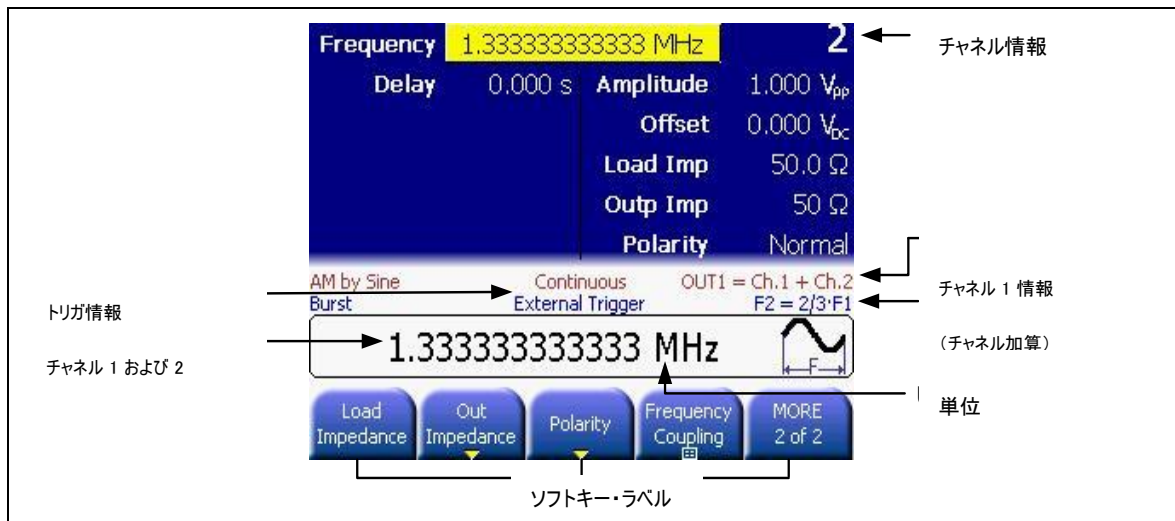 Frequency 1.333333333333 MHz 2
チャネル情報
Delay 0.000 s Amplitude 1.000 Vpp
Offset 0.000 VDC
Load Imp 50.0 Ω
Outp Imp 50 Ω
Polarity Normal
AM by Sine Continuous OUT1 = Ch.1 + Ch.2
Burst External Trigger F2 = 2/3·F1
チャネル 1 情報
(チャネル加算)
トリガ情報
チャネル 1 および 2
1.333333333333 MHz
F
単位
Load Impedance
Out Impedance
Polarity
Frequency Coupling
MORE 2 of 2
ソフトキー・ラベル